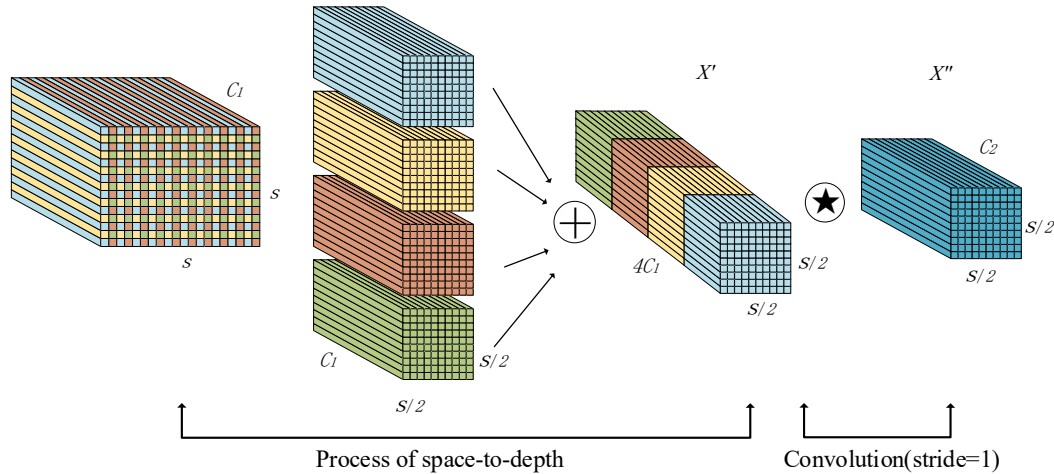 X′
X″
C₁
C₂
s
s
s/2
s/2
4C₁
s/2
s/2
C₁
s/2
s/2
Process of space-to-depth
Convolution(stride=1)